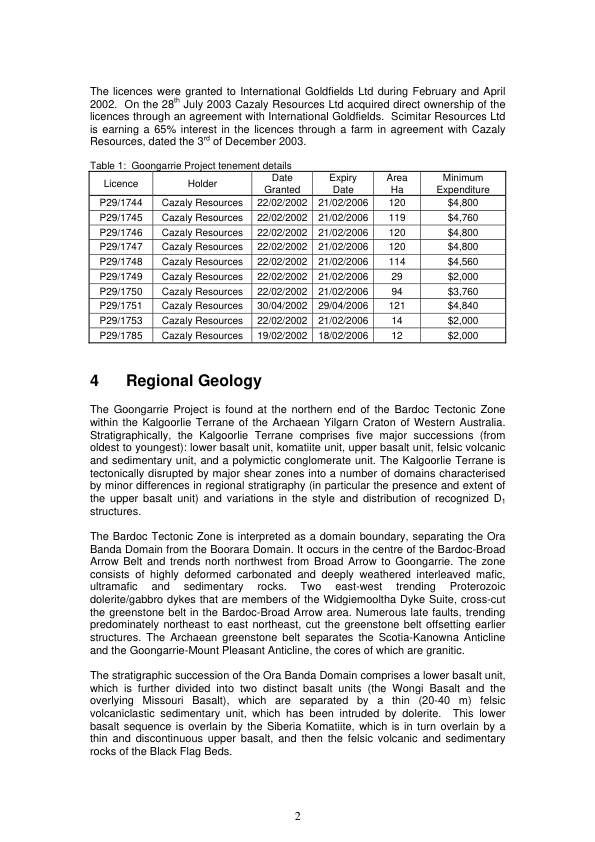 The licences were granted to International Goldfields Ltd during February and April
2002.  On the 28th July 2003 Cazaly Resources Ltd acquired direct ownership of the
licences through an agreement with International Goldfields.  Scimitar Resources Ltd
is earning a 65% interest in the licences through a farm in agreement with Cazaly
Resources, dated the 3rd of December 2003.
Table 1:  Goongarrie Project tenement details
Licence Holder Date Granted Expiry Date Area Ha Minimum Expenditure
P29/1744 Cazaly Resources 22/02/2002 21/02/2006 120 $4,800
P29/1745 Cazaly Resources 22/02/2002 21/02/2006 119 $4,760
P29/1746 Cazaly Resources 22/02/2002 21/02/2006 120 $4,800
P29/1747 Cazaly Resources 22/02/2002 21/02/2006 120 $4,800
P29/1748 Cazaly Resources 22/02/2002 21/02/2006 114 $4,560
P29/1749 Cazaly Resources 22/02/2002 21/02/2006 29 $2,000
P29/1750 Cazaly Resources 22/02/2002 21/02/2006 94 $3,760
P29/1751 Cazaly Resources 30/04/2002 29/04/2006 121 $4,840
P29/1753 Cazaly Resources 22/02/2002 21/02/2006 14 $2,000
P29/1785 Cazaly Resources 19/02/2002 18/02/2006 12 $2,000
4 Regional Geology
The Goongarrie Project is found at the northern end of the Bardoc Tectonic Zone
within the Kalgoorlie Terrane of the Archaean Yilgarn Craton of Western Australia.
Stratigraphically, the Kalgoorlie Terrane comprises five major successions (from
oldest to youngest): lower basalt unit, komatiite unit, upper basalt unit, felsic volcanic
and sedimentary unit, and a polymictic conglomerate unit. The Kalgoorlie Terrane is
tectonically disrupted by major shear zones into a number of domains characterised
by minor differences in regional stratigraphy (in particular the presence and extent of
the upper basalt unit) and variations in the style and distribution of recognized D₁
structures.
The Bardoc Tectonic Zone is interpreted as a domain boundary, separating the Ora
Banda Domain from the Boorara Domain. It occurs in the centre of the Bardoc-Broad
Arrow Belt and trends north northwest from Broad Arrow to Goongarrie. The zone
consists of highly deformed carbonated and deeply weathered interleaved mafic,
ultramafic and sedimentary rocks. Two east-west trending Proterozoic
dolerite/gabbro dykes that are members of the Widgiemooltha Dyke Suite, cross-cut
the greenstone belt in the Bardoc-Broad Arrow area. Numerous late faults, trending
predominately northeast to east northeast, cut the greenstone belt offsetting earlier
structures. The Archaean greenstone belt separates the Scotia-Kanowna Anticline
and the Goongarrie-Mount Pleasant Anticline, the cores of which are granitic.
The stratigraphic succession of the Ora Banda Domain comprises a lower basalt unit,
which is further divided into two distinct basalt units (the Wongi Basalt and the
overlying Missouri Basalt), which are separated by a thin (20-40 m) felsic
volcaniclastic sedimentary unit, which has been intruded by dolerite.  This lower
basalt sequence is overlain by the Siberia Komatiite, which is in turn overlain by a
thin and discontinuous upper basalt, and then the felsic volcanic and sedimentary
rocks of the Black Flag Beds.
2